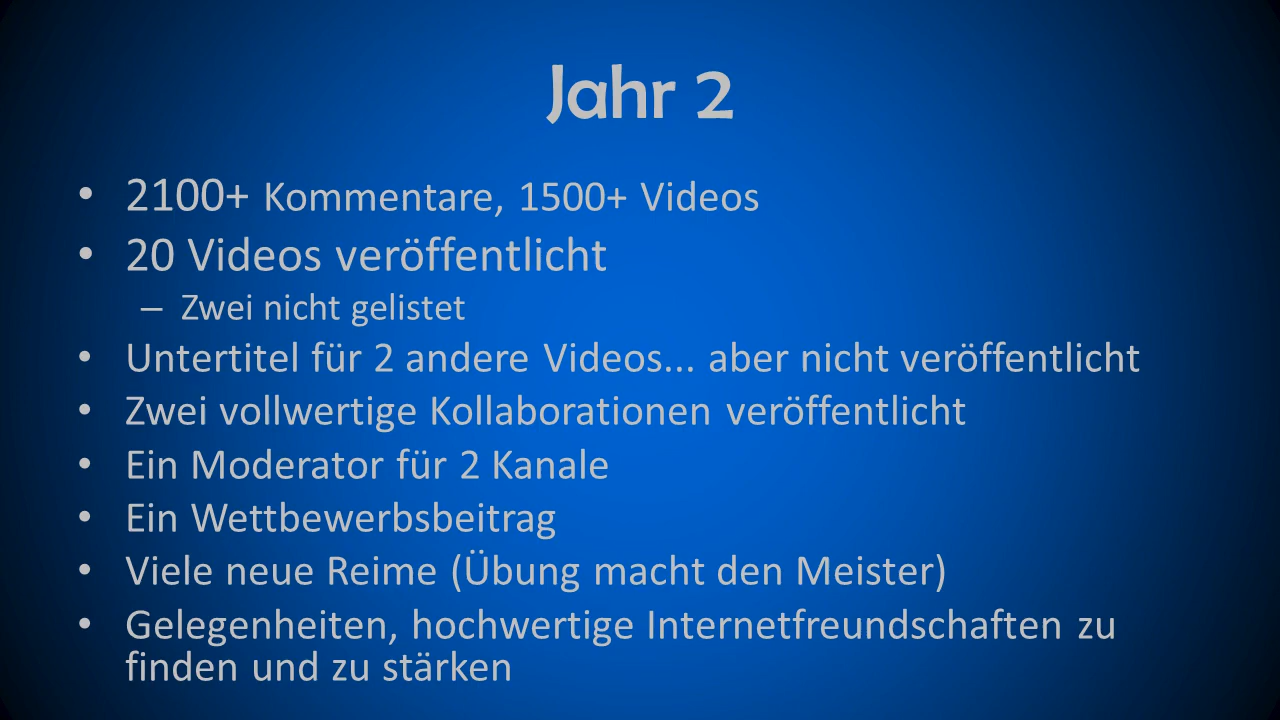 Jahr 2
• 2100+ Kommentare, 1500+ Videos
• 20 Videos veröffentlicht
– Zwei nicht gelistet
• Untertitel für 2 andere Videos... aber nicht veröffentlicht
• Zwei vollwertige Kollaborationen veröffentlicht
• Ein Moderator für 2 Kanale
• Ein Wettbewerbsbeitrag
• Viele neue Reime (Übung macht den Meister)
• Gelegenheiten, hochwertige Internetfreundschaften zu
finden und zu stärken